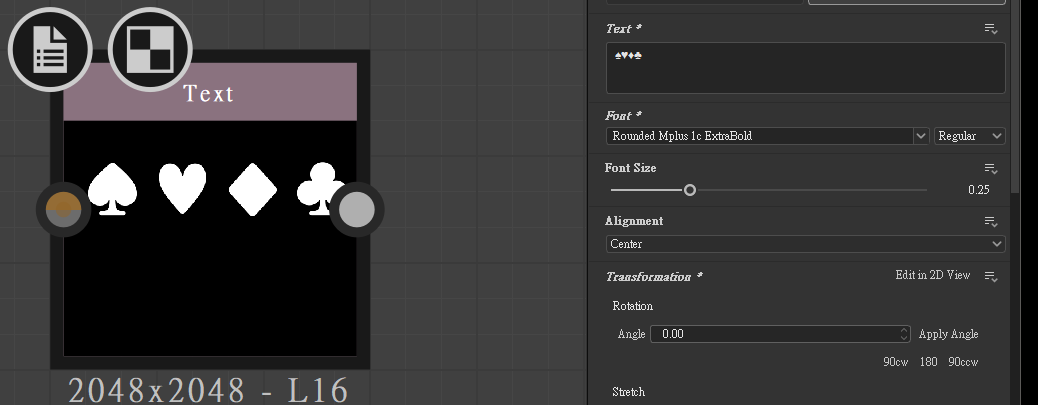 Text
♠♥♦♣
2048x2048 - L16
Text *
♠♥♦♣
Font *
Rounded Mplus 1c ExtraBold
Regular
Font Size
0.25
Alignment
Center
Transformation *
Edit in 2D View
Rotation
Angle
0.00
Apply Angle
90cw 180 90ccw
Stretch